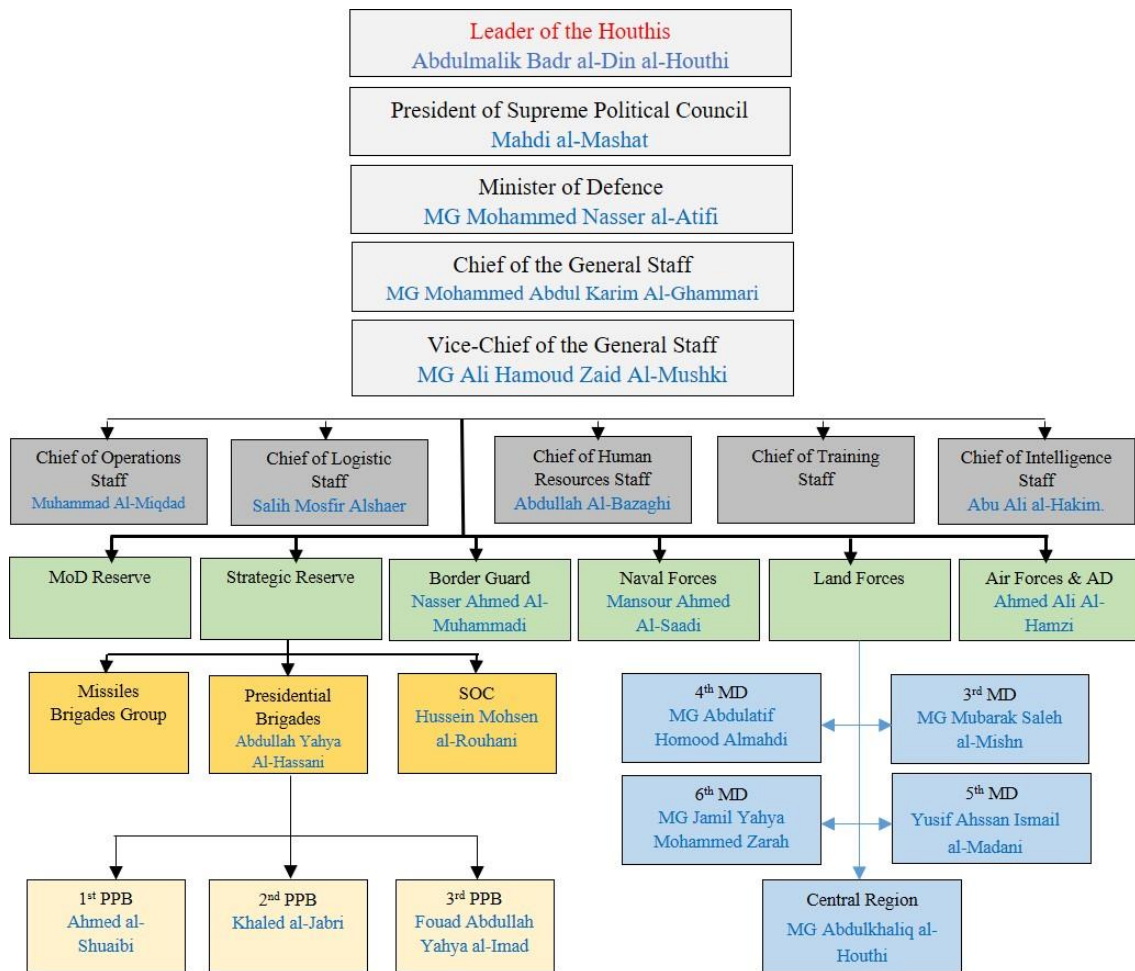 Leader of the Houthis
Abdulmalik Badr al-Din al-Houthi
President of Supreme Political Council
Mahdi al-Mashat
Minister of Defence
MG Mohammed Nasser al-Atifi
Chief of the General Staff
MG Mohammed Abdul Karim Al-Ghammari
Vice-Chief of the General Staff
MG Ali Hamoud Zaid Al-Mushki
Chief of Operations
Staff
Muhammad Al-Miqdad
Chief of Logistic
Staff
Salih Mosfir Alshaer
Chief of Human
Resources Staff
Abdullah Al-Bazaghi
Chief of Training
Staff
Chief of Intelligence
Staff
Abu Ali al-Hakim.
MoD Reserve
Strategic Reserve
Border Guard
Nasser Ahmed Al-
Muhammadi
Naval Forces
Mansour Ahmed
Al-Saadi
Land Forces
Air Forces & AD
Ahmed Ali Al-
Hamzi
Missiles
Brigades Group
Presidential
Brigades
Abdullah Yahya
Al-Hassani
SOC
Hussein Mohsen
al-Rouhani
4th MD
MG Abdulatif
Homood Almahdi
3rd MD
MG Mubarak Saleh
al-Mishn
6th MD
MG Jamil Yahya
Mohammed Zarah
5th MD
Yusif Ahssan Ismail
al-Madani
1st PPB
Ahmed al-
Shuaibi
2nd PPB
Khaled al-Jabri
3rd PPB
Fouad Abdullah
Yahya al-Imad
Central Region
MG Abdulkhaliq al-
Houthi